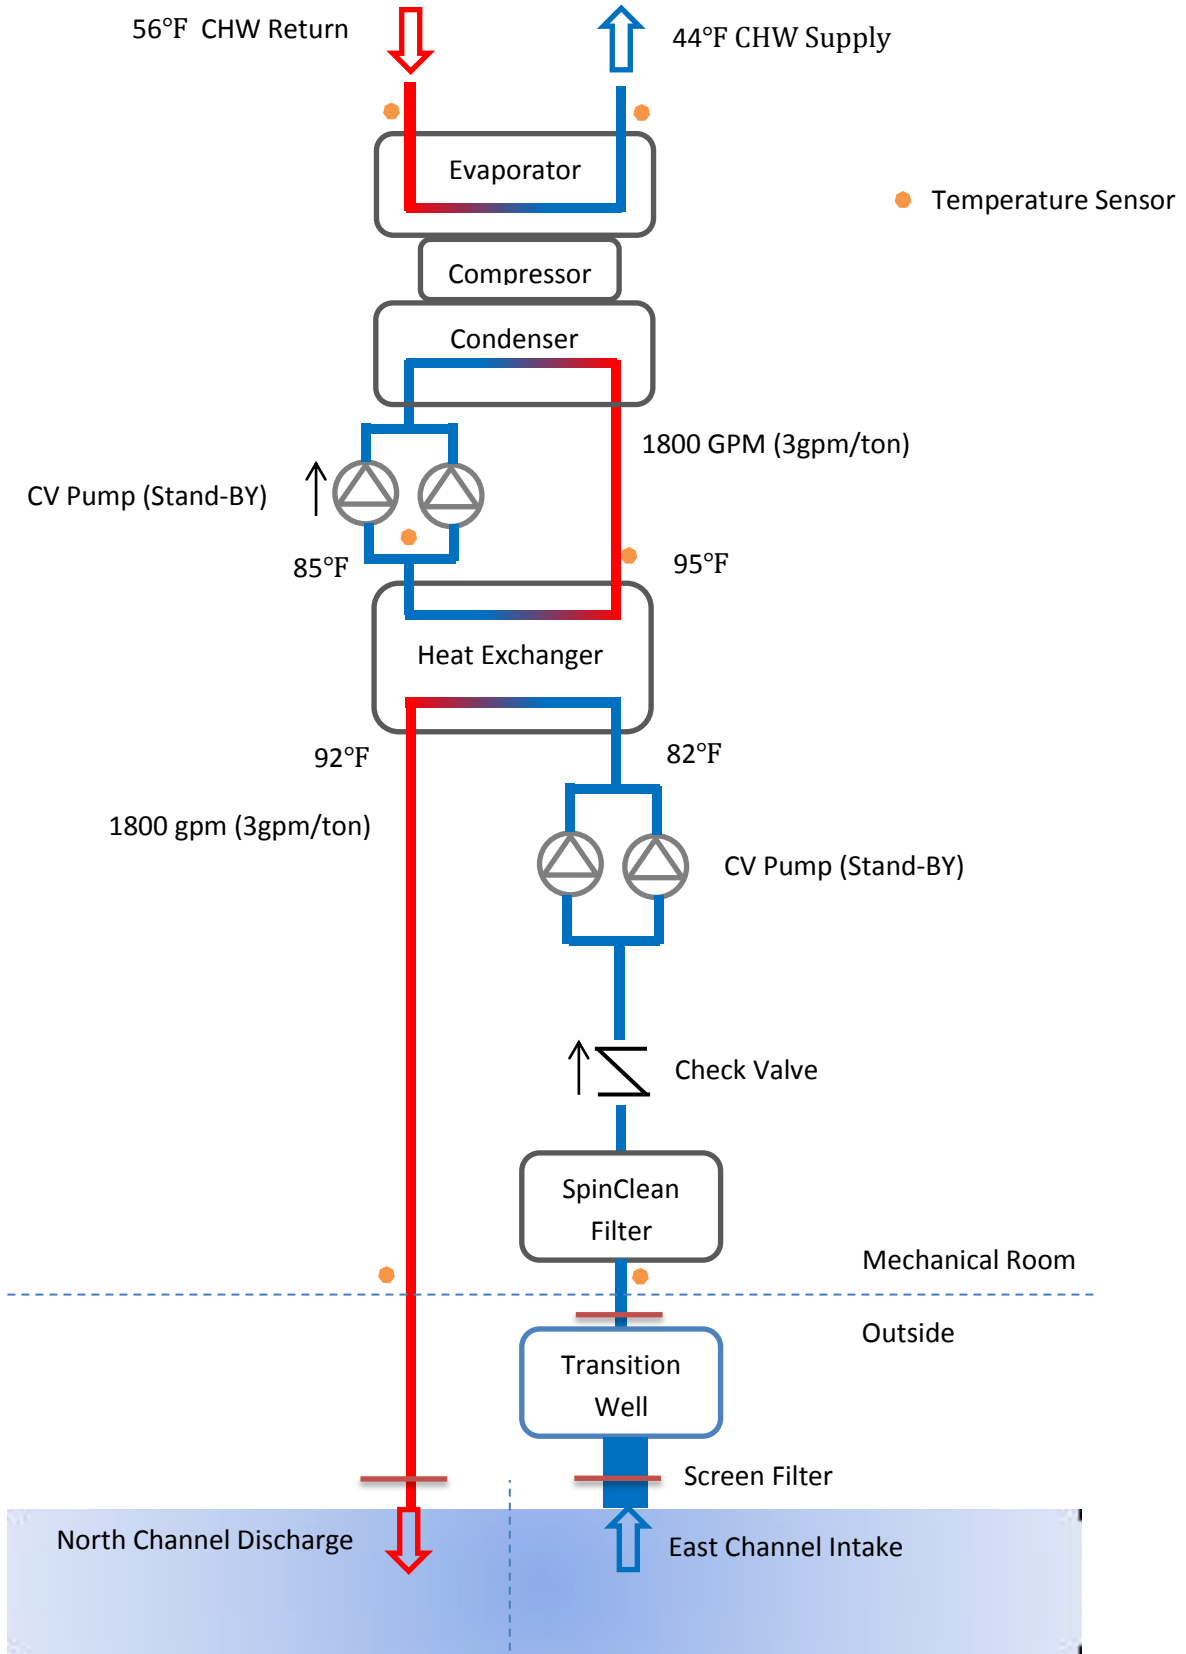 56°F  CHW Return
44°F CHW Supply
Evaporator
Temperature Sensor
Compressor
Condenser
1800 GPM (3gpm/ton)
CV Pump (Stand-BY)
85°F
95°F
Heat Exchanger
92°F
82°F
1800 gpm (3gpm/ton)
CV Pump (Stand-BY)
Check Valve
SpinClean
Filter
Mechanical Room
Outside
Transition
Well
Screen Filter
North Channel Discharge
East Channel Intake